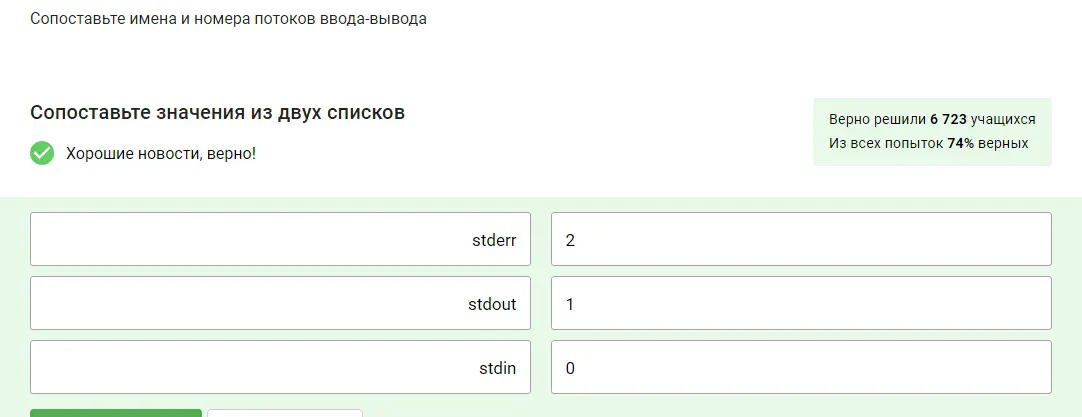 Сопоставьте имена и номера потоков ввода-вывода
Сопоставьте значения из двух списков
Хорошие новости, верно!
Верно решили 6 723 учащихся
Из всех попыток 74% верных
stderr 2
stdout 1
stdin 0